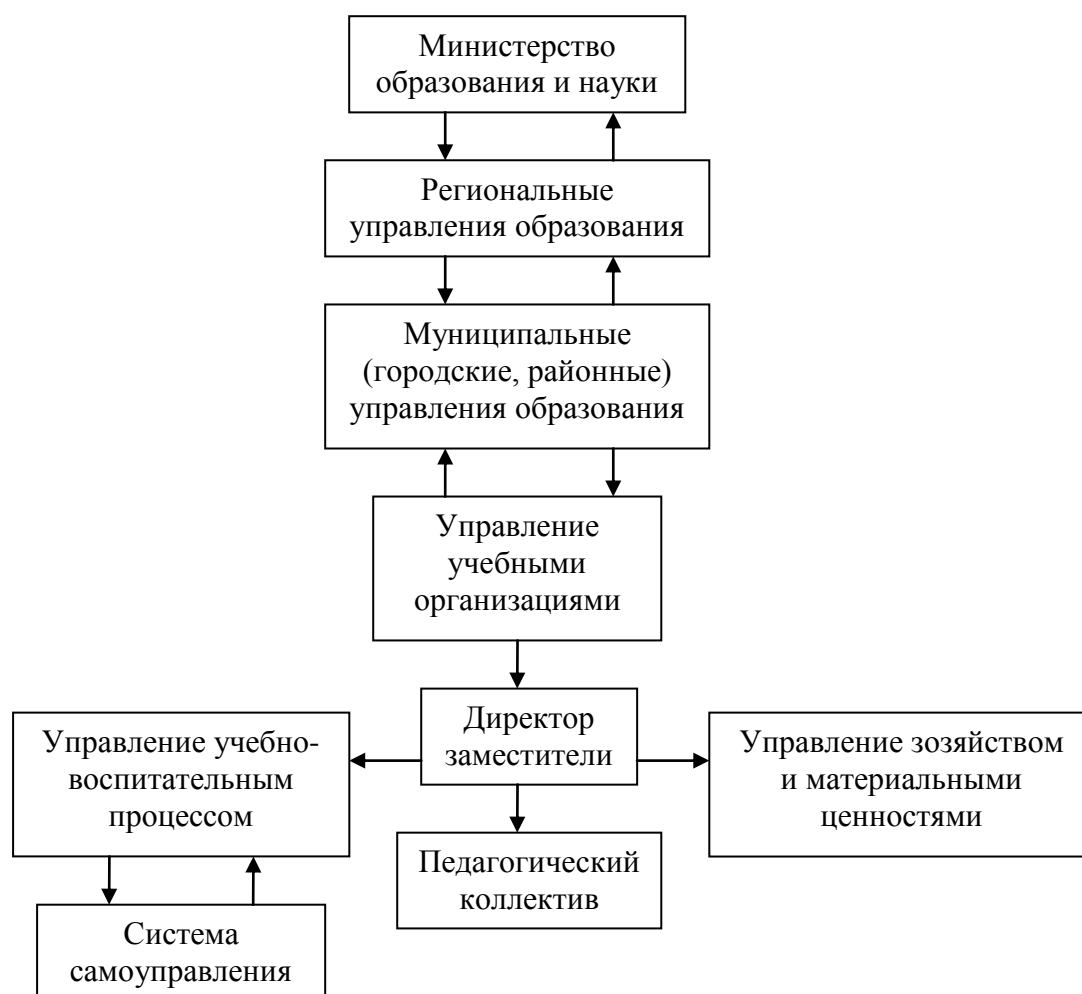 Министерство
образования и науки
Региональные
управления образования
Муниципальные
(городские, районные)
управления образования
Управление
учебными
организациями
Директор
заместители
Управление учебно-
воспитательным
процессом
Управление зозяйством
и материальными
ценностями
Педагогический
коллектив
Система
самоуправления